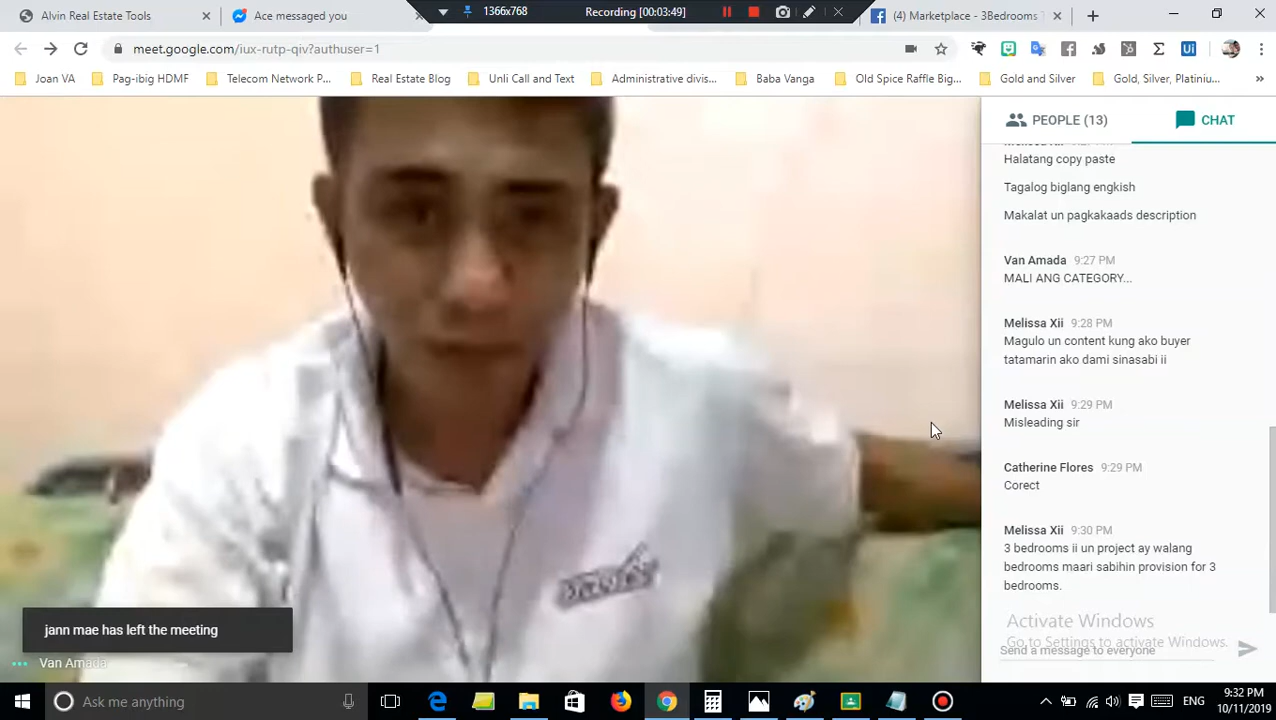 Alvin Real Estate Tools
Ace messaged you
1366x768
Recording [00:03:49]
(4) Marketplace - 3Bedrooms T
meet.google.com/iux-rufp-qiv?authuser=1
Joan VA
Pag-ibig HDMF
Telecom Network P...
Real Estate Blog
Unli Call and Text
Administrative divis...
Baba Vanga
Old Spice Raffle Big...
Gold and Silver
Gold, Silver, Platiniu...
PEOPLE (13)
CHAT
Halatang copy paste
Tagalog biglang engkish
Makalat un pagkakaads description
Van Amada 9:27 PM
MALI ANG CATEGORY...
Melissa Xii 9:28 PM
Magulo un content kung ako buyer
tatamarin ako dami sinasabi ii
Melissa Xii 9:29 PM
Misleading sir
Catherine Flores 9:29 PM
Corect
Melissa Xii 9:30 PM
3 bedrooms ii un project ay walang
bedrooms maari sabihin provision for 3
bedrooms.
Activate Windows
Go to Settings to activate Windows.
Send a message to everyone
jann mae has left the meeting
Van Amada
Ask me anything
ENG
9:32 PM
10/11/2019